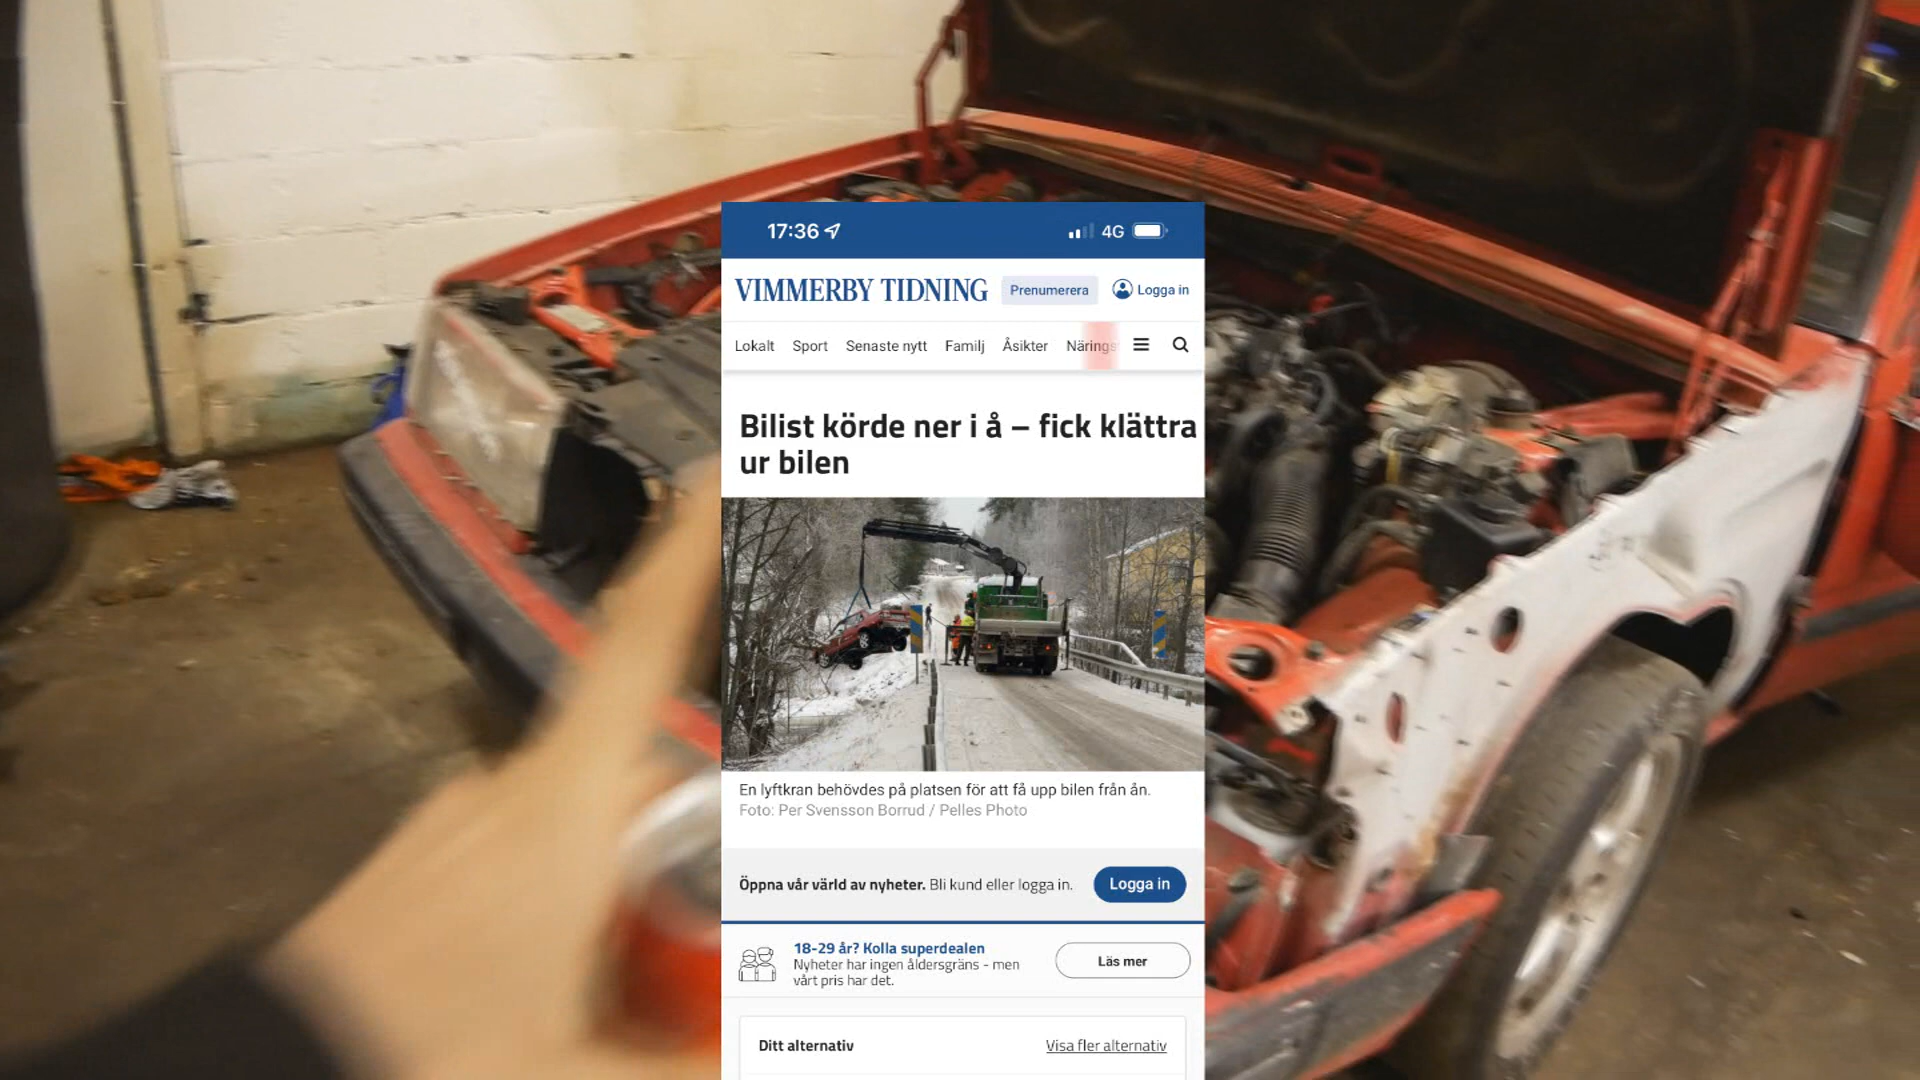 17:36 4G
VIMMERBY TIDNING Prenumerera Logga in
Lokalt Sport Senaste nytt Familj Åsikter Närings
Bilist körde ner i å – fick klättra
ur bilen
En lyftkran behövdes på platsen för att få upp bilen från ån.
Foto: Per Svensson Borrud / Pelles Photo
Öppna vår värld av nyheter. Bli kund eller logga in. Logga in
18-29 år? Kolla superdealen
Nyheter har ingen åldersgräns - men
vårt pris har det.
Läs mer
Ditt alternativ Visa fler alternativ